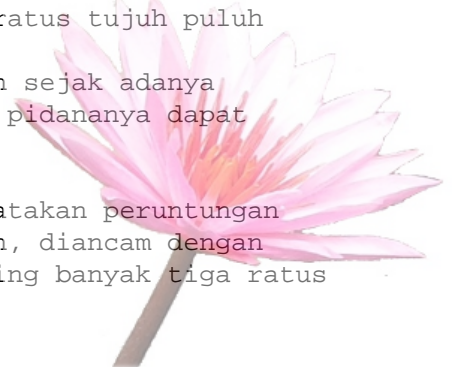 ratus tujuh puluh
n sejak adanya
pidananya dapat
atakan peruntungan
n, diancam dengan
ing banyak tiga ratus